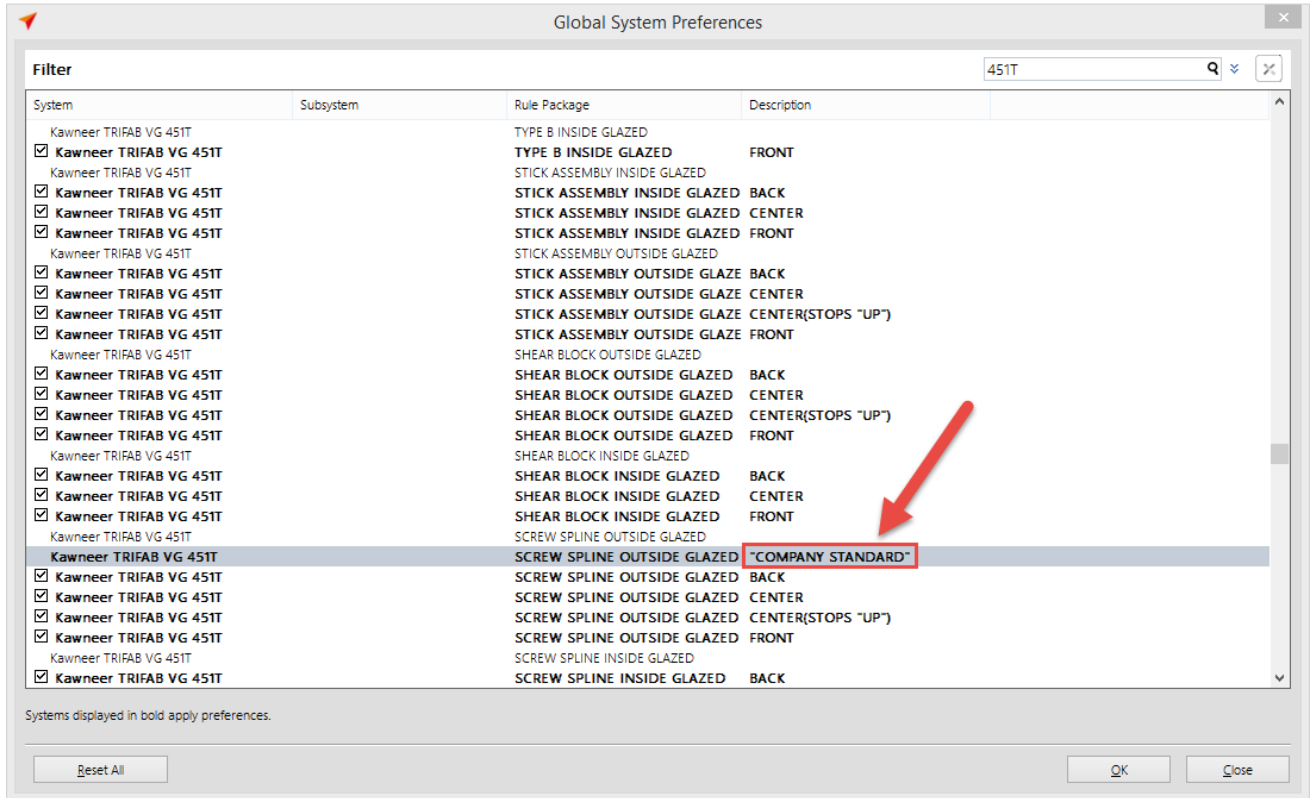 Global System Preferences
Filter 451T
System Subsystem Rule Package Description
Kawneer TRIFAB VG 451T TYPE B INSIDE GLAZED
Kawneer TRIFAB VG 451T TYPE B INSIDE GLAZED FRONT
Kawneer TRIFAB VG 451T STICK ASSEMBLY INSIDE GLAZED
Kawneer TRIFAB VG 451T STICK ASSEMBLY INSIDE GLAZED BACK
Kawneer TRIFAB VG 451T STICK ASSEMBLY INSIDE GLAZED CENTER
Kawneer TRIFAB VG 451T STICK ASSEMBLY INSIDE GLAZED FRONT
Kawneer TRIFAB VG 451T STICK ASSEMBLY OUTSIDE GLAZED
Kawneer TRIFAB VG 451T STICK ASSEMBLY OUTSIDE GLAZE BACK
Kawneer TRIFAB VG 451T STICK ASSEMBLY OUTSIDE GLAZE CENTER
Kawneer TRIFAB VG 451T STICK ASSEMBLY OUTSIDE GLAZE CENTER(STOPS "UP")
Kawneer TRIFAB VG 451T STICK ASSEMBLY OUTSIDE GLAZE FRONT
Kawneer TRIFAB VG 451T SHEAR BLOCK OUTSIDE GLAZED
Kawneer TRIFAB VG 451T SHEAR BLOCK OUTSIDE GLAZED BACK
Kawneer TRIFAB VG 451T SHEAR BLOCK OUTSIDE GLAZED CENTER
Kawneer TRIFAB VG 451T SHEAR BLOCK OUTSIDE GLAZED CENTER(STOPS "UP")
Kawneer TRIFAB VG 451T SHEAR BLOCK OUTSIDE GLAZED FRONT
Kawneer TRIFAB VG 451T SHEAR BLOCK INSIDE GLAZED
Kawneer TRIFAB VG 451T SHEAR BLOCK INSIDE GLAZED BACK
Kawneer TRIFAB VG 451T SHEAR BLOCK INSIDE GLAZED CENTER
Kawneer TRIFAB VG 451T SHEAR BLOCK INSIDE GLAZED FRONT
Kawneer TRIFAB VG 451T SCREW SPLINE OUTSIDE GLAZED
Kawneer TRIFAB VG 451T SCREW SPLINE OUTSIDE GLAZED "COMPANY STANDARD"
Kawneer TRIFAB VG 451T SCREW SPLINE OUTSIDE GLAZED BACK
Kawneer TRIFAB VG 451T SCREW SPLINE OUTSIDE GLAZED CENTER
Kawneer TRIFAB VG 451T SCREW SPLINE OUTSIDE GLAZED CENTER(STOPS "UP")
Kawneer TRIFAB VG 451T SCREW SPLINE OUTSIDE GLAZED FRONT
Kawneer TRIFAB VG 451T SCREW SPLINE INSIDE GLAZED
Kawneer TRIFAB VG 451T SCREW SPLINE INSIDE GLAZED BACK
Systems displayed in bold apply preferences.
Reset All OK Close